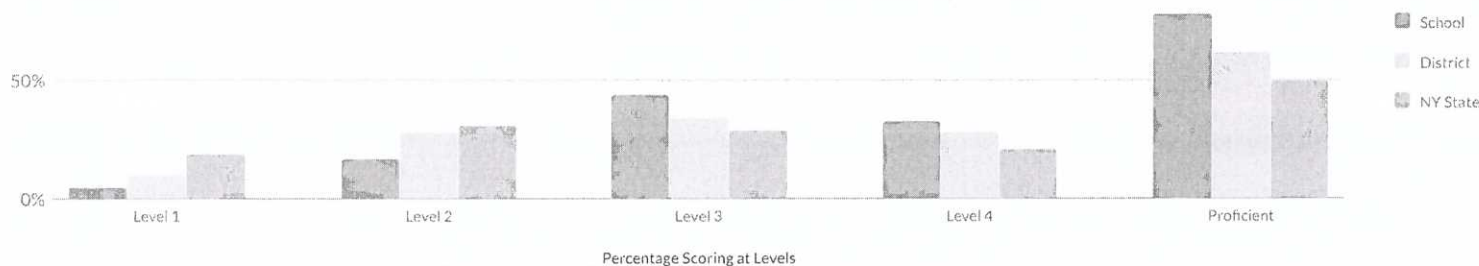 School
District
50%
NY State
0%
Level 1
Level 2
Level 3
Level 4
Proficient
Percentage Scoring at Levels